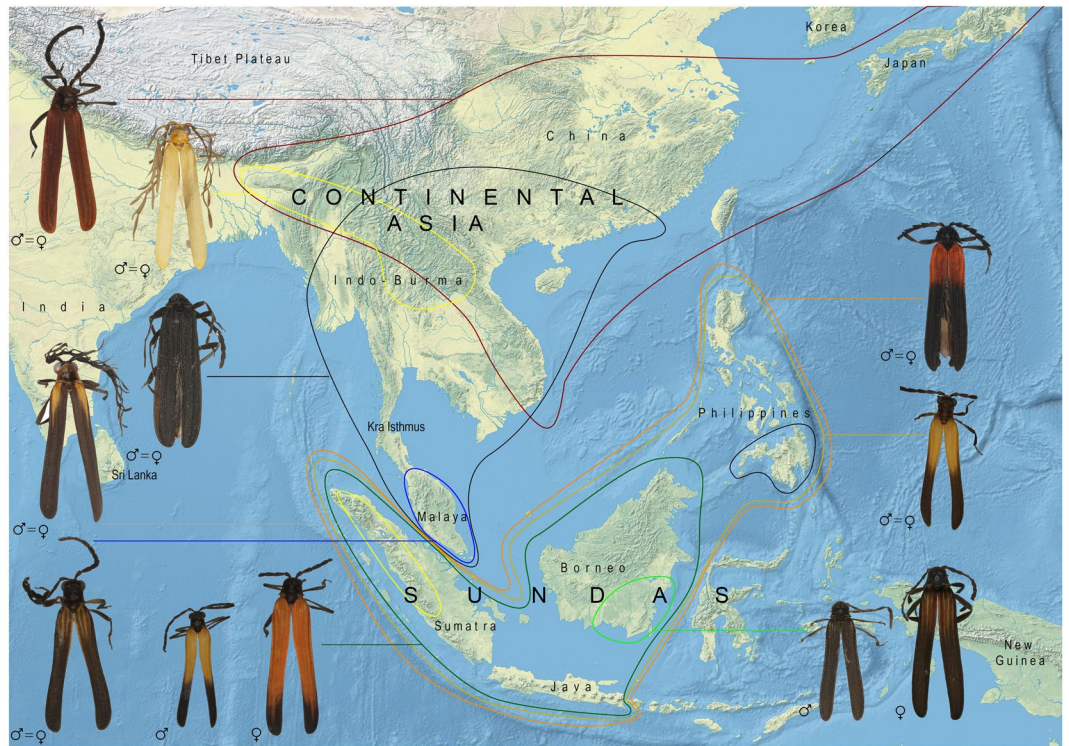 Korea
Tibet Plateau
Japan
China
CONTINENTAL
ASIA
♂=♀
♂=♀
Indo-Burma
India
♂=♀
Philippines
Kra Isthmus
♂=♀
Sri Lanka
Malaya
♂=♀
♂=♀
Borneo
SUNDAS
Sumatra
New
Guinea
Java
♂=♀
♂
♀
♂
♀